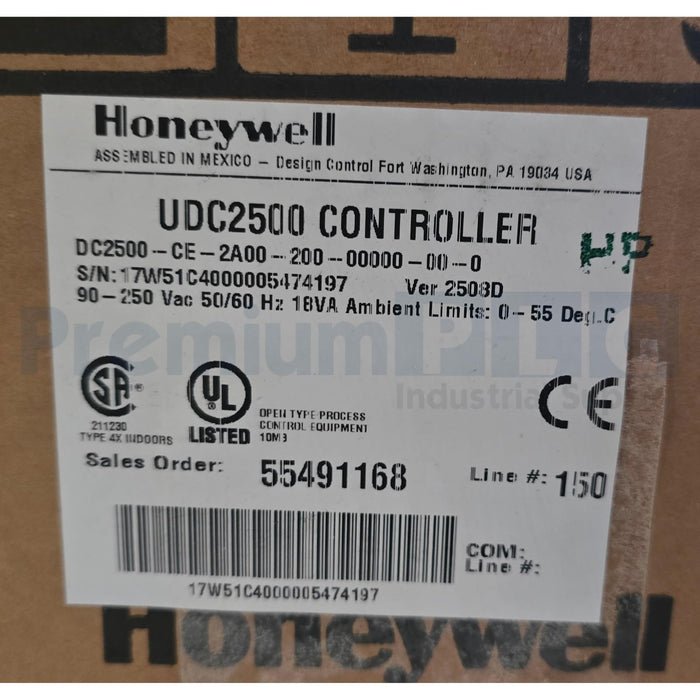 Honeywell
ASSEMBLED IN MEXICO – Design Control Fort Washington, PA 19034 USA
UDC2500 CONTROLLER
DC2500-CE-2A00-200-00000-00-0
HP
S/N: 17W51C4000005474197 Ver 2508D
90-250 Vac 50/60 Hz 18VA Ambient Limits: 0-55 Deg.C
PremiumPLC
Industrial Supply
SA ®
UL ®
CE
211230
TYPE 4X INDOORS
LISTED
OPEN TYPE PROCESS
CONTROL EQUIPMENT
10M3
Sales Order: 55491168 Line #: 150
COM:
Line #:
17W51C4000005474197
Honeywell